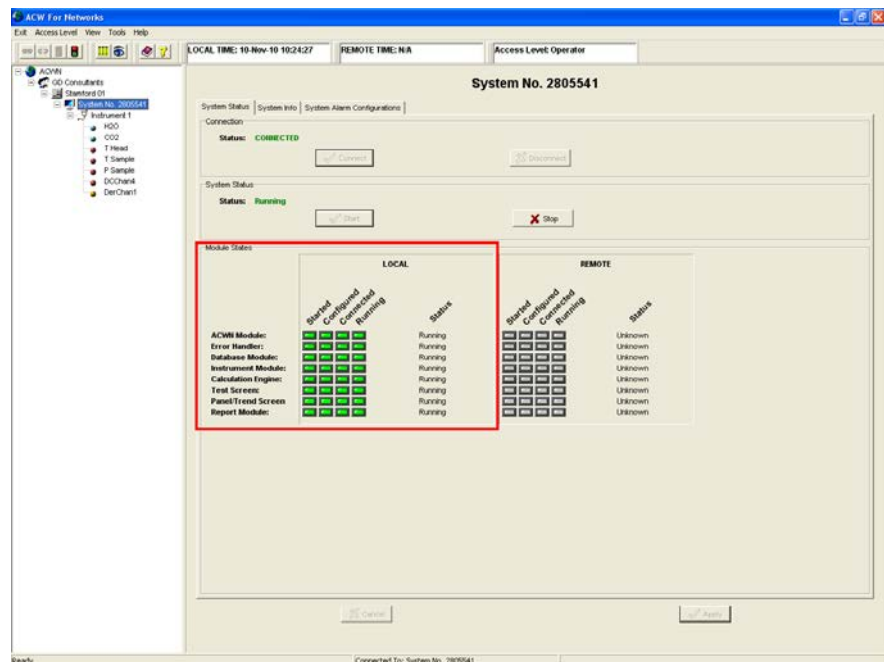 ACW For Networks
Exit Access Level View Tools Help
LOCAL TIME: 10-Nov-10 10:24:27 REMOTE TIME: N/A Access Level: Operator
ACWN
OD Consultants
Stamford 01
System No. 2805541
Instrument 1
H2O
CO2
T Head
T Sample
P Sample
DCChan4
DerChan1
System No. 2805541
System Status System Info System Alarm Configurations
Connection
Status: CONNECTED
Connect Disconnect
System Status
Status: Running
Start Stop
Module States
LOCAL REMOTE
Started Configured Connected Running Status Started Configured Connected Running Status
ACWN Module: Running Unknown
Error Handler: Running Unknown
Database Module: Running Unknown
Instrument Module: Running Unknown
Calculation Engine: Running Unknown
Test Screen: Running Unknown
Panel/Trend Screen Running Unknown
Report Module: Running Unknown
Cancel Apply
Ready Connected To: System No. 2805541